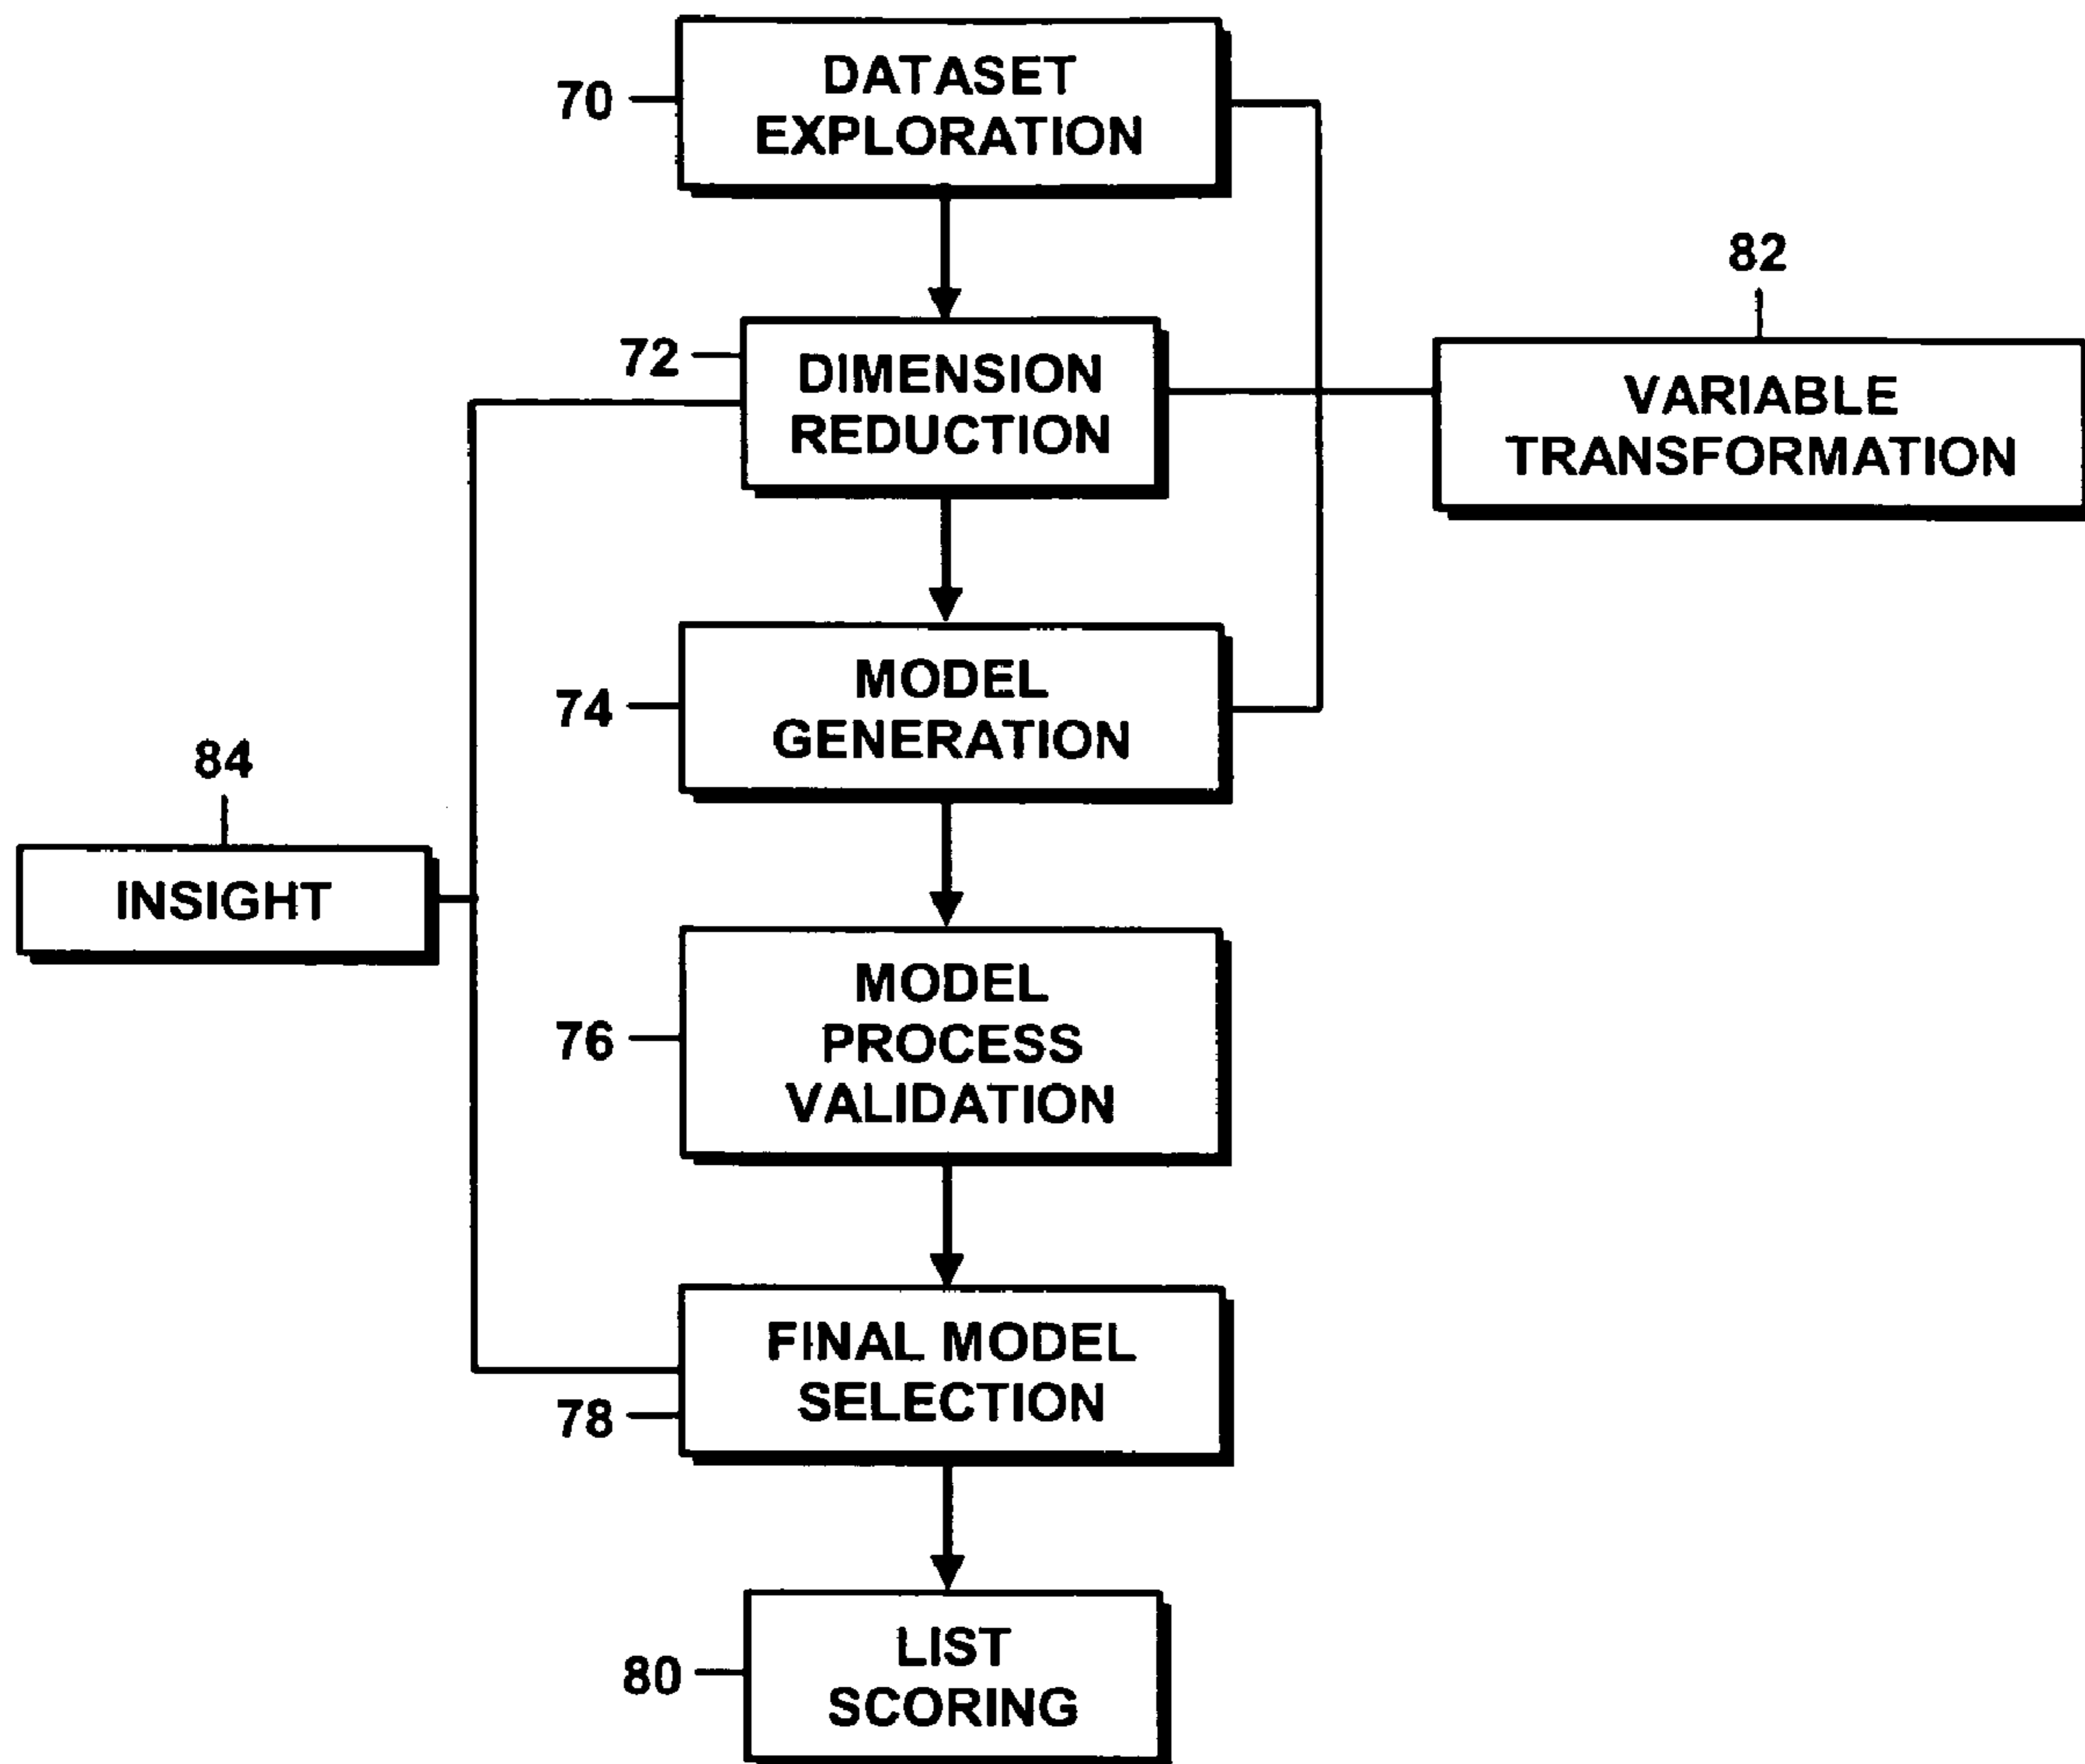 70
DATASET
EXPLORATION
82
72
DIMENSION
REDUCTION
VARIABLE
TRANSFORMATION
74
MODEL
GENERATION
84
INSIGHT
76
MODEL
PROCESS
VALIDATION
FINAL MODEL
SELECTION
78
80
LIST
SCORING